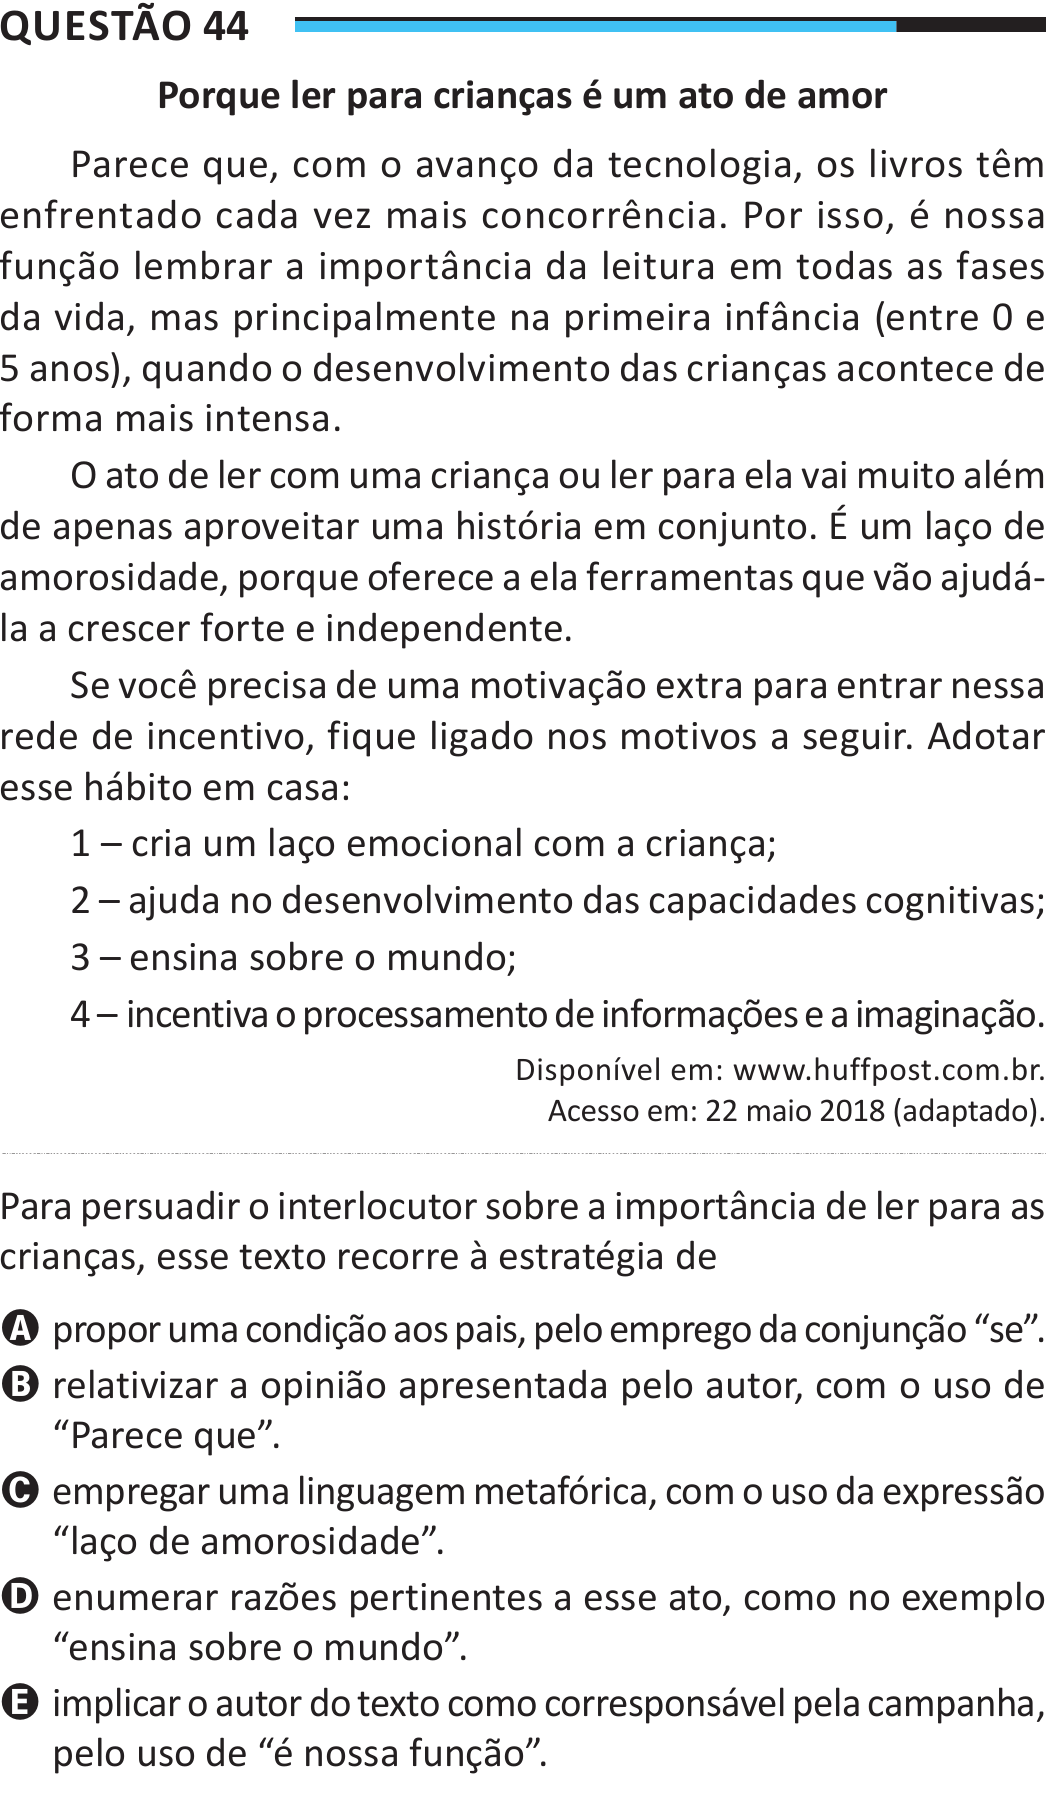 QUESTÃO 44
Porque ler para crianças é um ato de amor
Parece que, com o avanço da tecnologia, os livros têm
enfrentado cada vez mais concorrência. Por isso, é nossa
função lembrar a importância da leitura em todas as fases
da vida, mas principalmente na primeira infância (entre 0 e
5 anos), quando o desenvolvimento das crianças acontece de
forma mais intensa.
O ato de ler com uma criança ou ler para ela vai muito além
de apenas aproveitar uma história em conjunto. É um laço de
amorosidade, porque oferece a ela ferramentas que vão ajudá-
la a crescer forte e independente.
Se você precisa de uma motivação extra para entrar nessa
rede de incentivo, fique ligado nos motivos a seguir. Adotar
esse hábito em casa:
1 – cria um laço emocional com a criança;
2 – ajuda no desenvolvimento das capacidades cognitivas;
3 – ensina sobre o mundo;
4 – incentiva o processamento de informações e a imaginação.
Disponível em: www.huffpost.com.br.
Acesso em: 22 maio 2018 (adaptado).
Para persuadir o interlocutor sobre a importância de ler para as
crianças, esse texto recorre à estratégia de
A propor uma condição aos pais, pelo emprego da conjunção “se”.
B relativizar a opinião apresentada pelo autor, com o uso de
“Parece que”.
C empregar uma linguagem metafórica, com o uso da expressão
“laço de amorosidade”.
D enumerar razões pertinentes a esse ato, como no exemplo
“ensina sobre o mundo”.
E implicar o autor do texto como corresponsável pela campanha,
pelo uso de “é nossa função”.